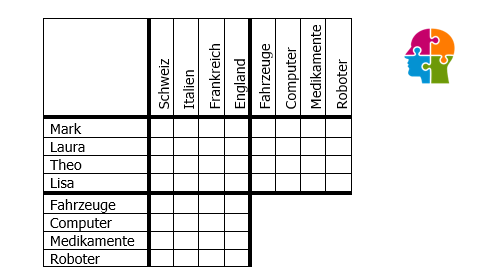 Schweiz
Italien
Frankreich
England
Fahrzeuge
Computer
Medikamente
Roboter
Mark
Laura
Theo
Lisa
Fahrzeuge
Computer
Medikamente
Roboter